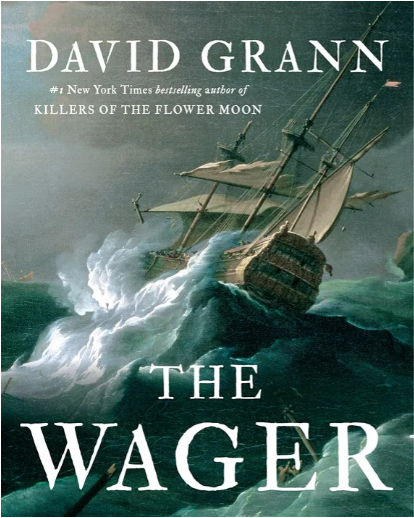 DAVID GRANN
#1 New York Times bestselling author of
KILLERS OF THE FLOWER MOON
THE
WAGER